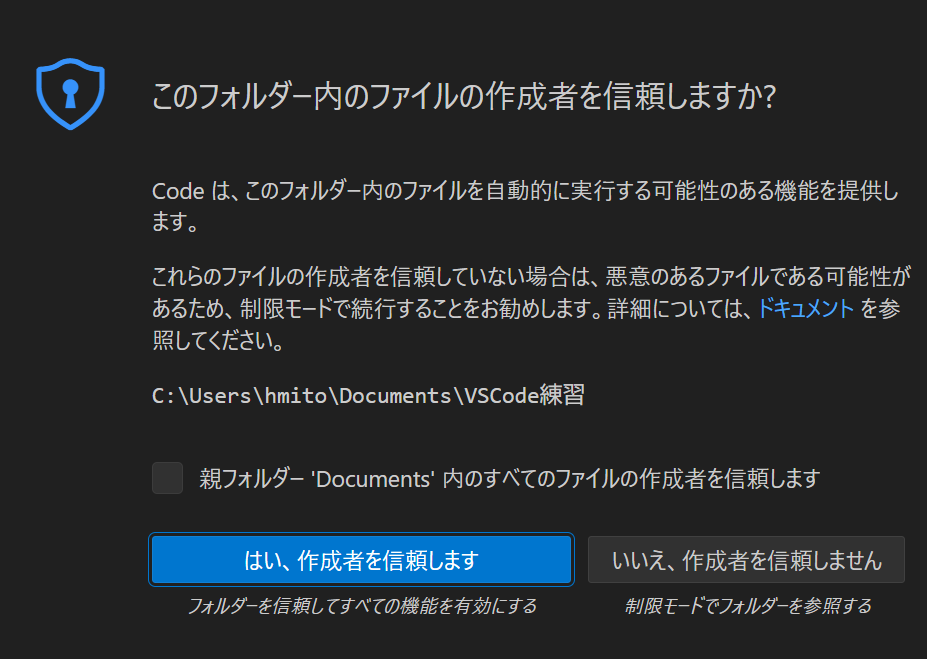 このフォルダー内のファイルの作成者を信頼しますか?
Code は、このフォルダー内のファイルを自動的に実行する可能性のある機能を提供し
ます。
これらのファイルの作成者を信頼していない場合は、悪意のあるファイルである可能性が
あるため、制限モードで続行することをお勧めします。詳細については、ドキュメント を参
照してください。
C:\Users\hmito\Documents\VSCode練習
親フォルダー 'Documents' 内のすべてのファイルの作成者を信頼します
はい、作成者を信頼します
いいえ、作成者を信頼しません
フォルダーを信頼してすべての機能を有効にする
制限モードでフォルダーを参照する